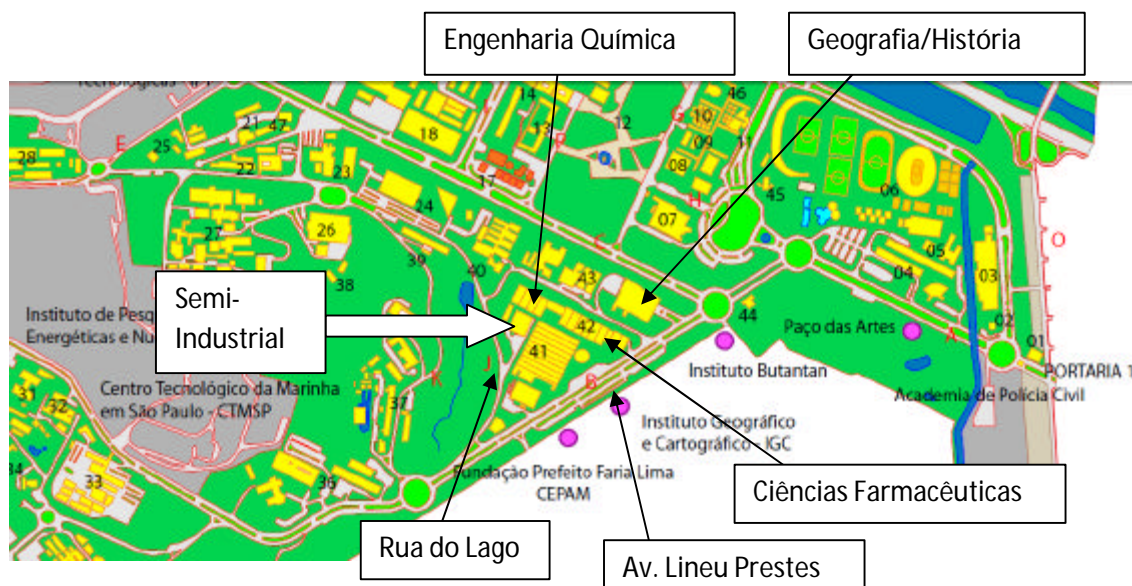 Engenharia Química
Geografia/História
Tecnológicas - IPT
14
46
G
10
12
13
21
47
18
I
P
11
09
E
25
28
08
22
23
17
45
06
H
24
07
27
26
C
05
O
39
40
43
04
03
38
Semi-
Industrial
Instituto de Pesq
Energéticas e Nu
44
42
Paço das Artes
A
02
01
41
J
B
K
Instituto Butantan
PORTARIA 1
Academia de Polícia Civil
31
32
Centro Tecnológico da Marinha
em São Paulo - CTMSP
37
Instituto Geográfico
e Cartográfico - IGC
34
33
36
Fundação Prefeito Faria Lima
CEPAM
Ciências Farmacêuticas
Rua do Lago
Av. Lineu Prestes